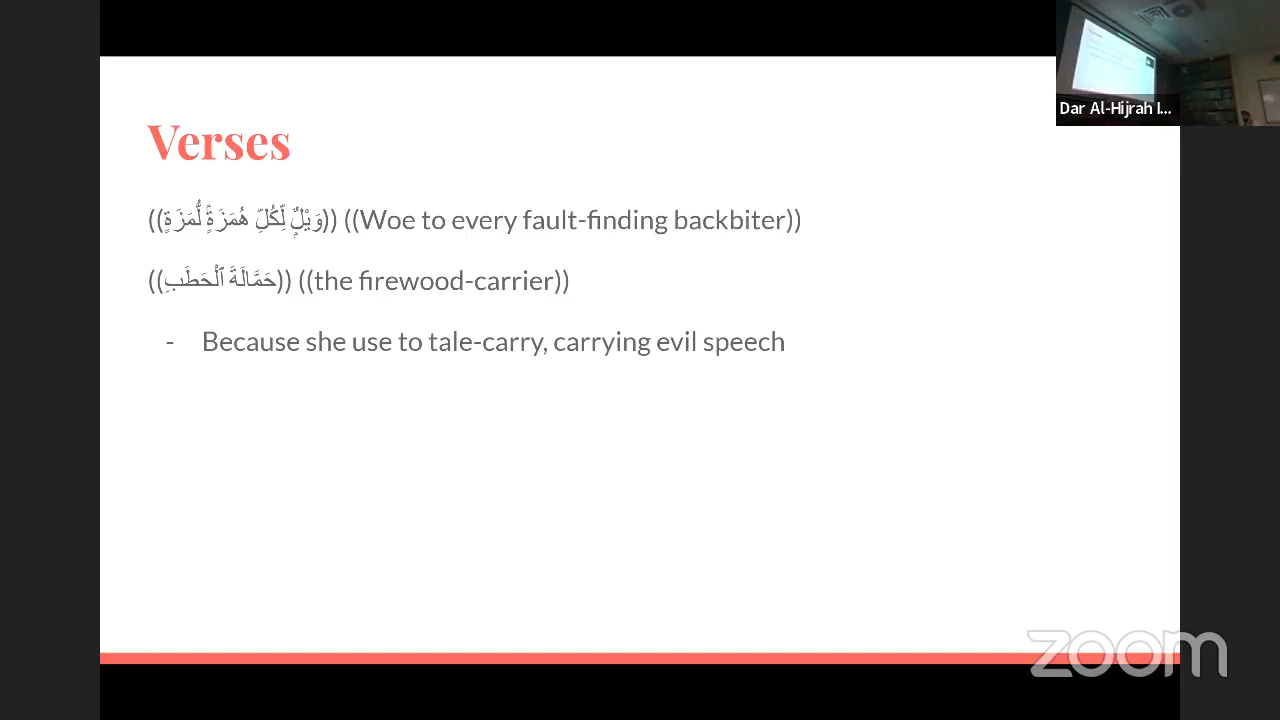 Dar Al-Hijrah I...
Verses
((وَيْلٌۭ لِّكُلِّ هُمَزَةٍۢ لُّمَزَةٍ)) ((Woe to every fault-finding backbiter))
((حَمَّالَةَ ٱلْحَطَبِ)) ((the firewood-carrier))
- Because she use to tale-carry, carrying evil speech
zoom